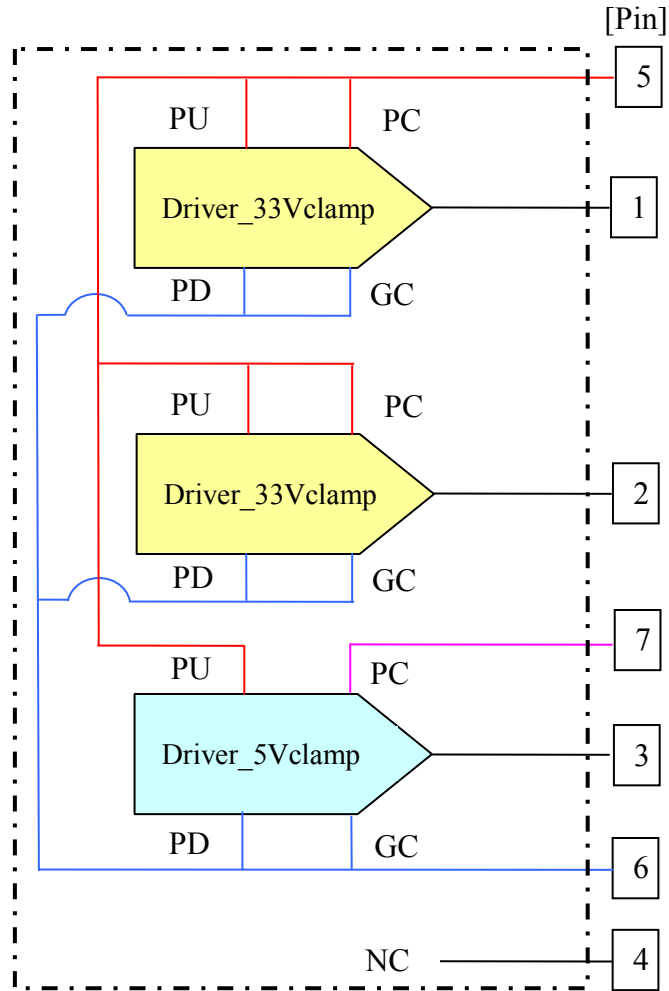 [Pin]
5
PU PC
Driver_33Vclamp
1
PD GC
PU PC
Driver_33Vclamp
2
PD GC
7
PU PC
Driver_5Vclamp
3
PD GC
6
NC
4